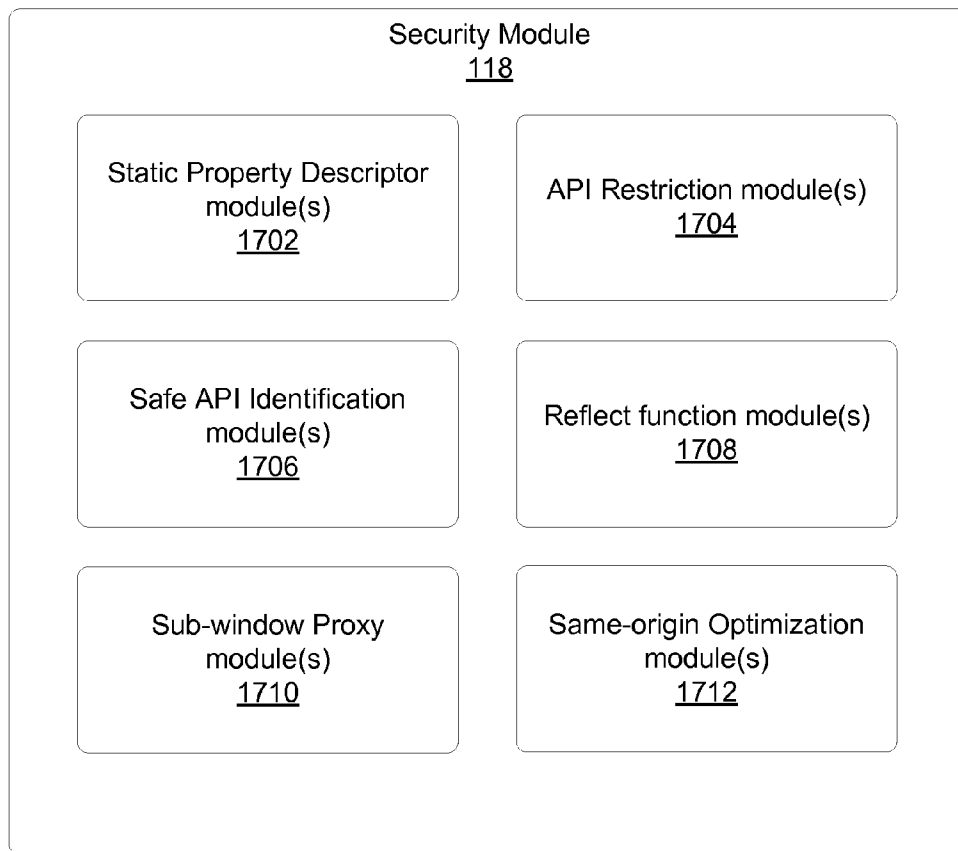 Security Module
118
Static Property Descriptor
module(s)
1702
API Restriction module(s)
1704
Safe API Identification
module(s)
1706
Reflect function module(s)
1708
Sub-window Proxy
module(s)
1710
Same-origin Optimization
module(s)
1712